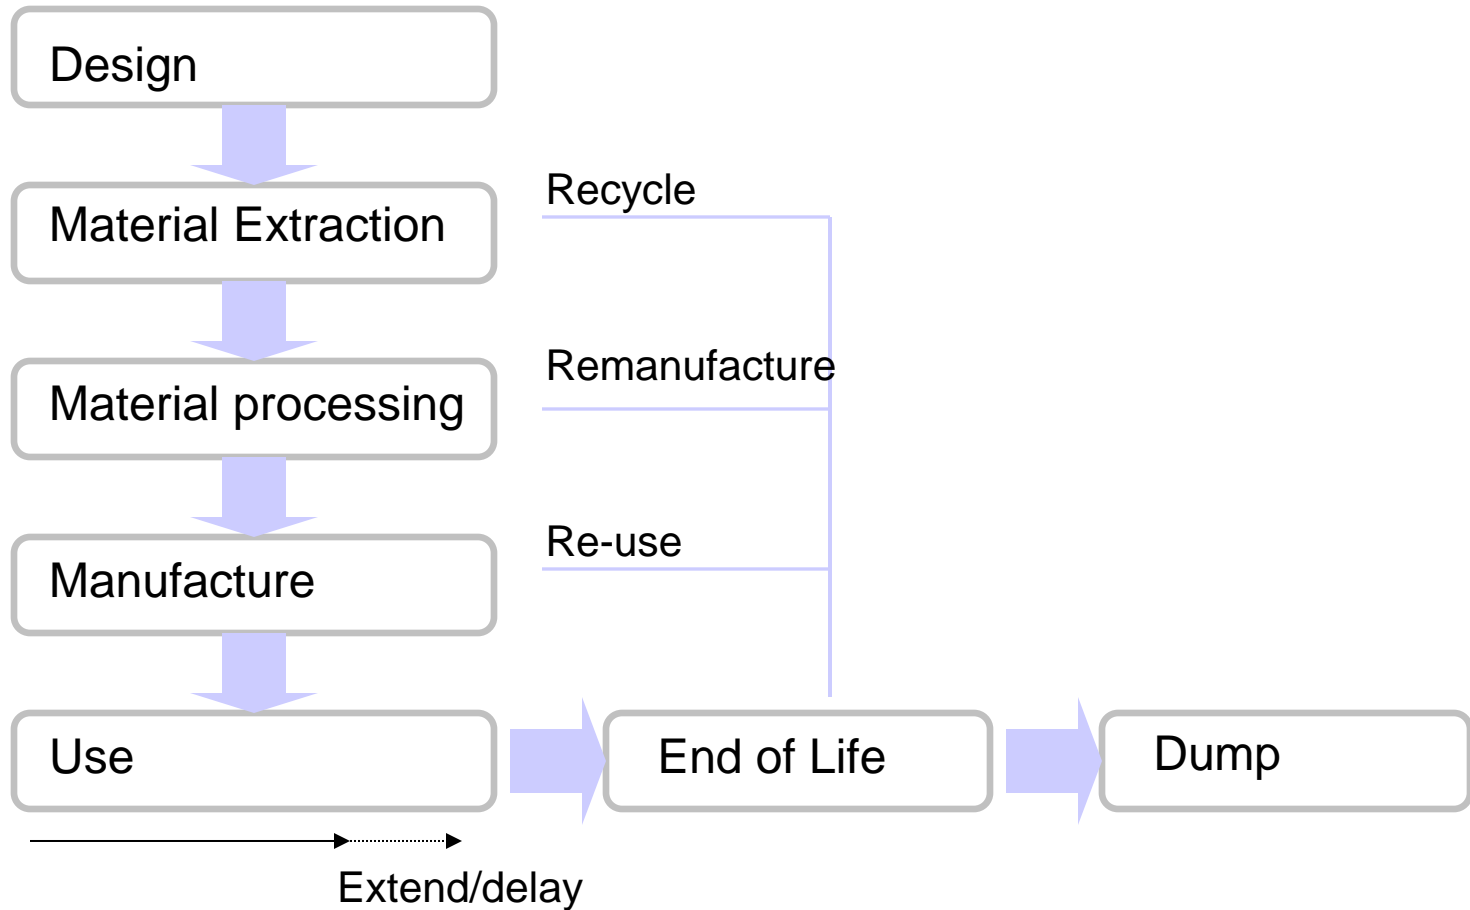 Design
Material Extraction
Recycle
Material processing
Remanufacture
Manufacture
Re-use
Use
End of Life
Dump
Extend/delay